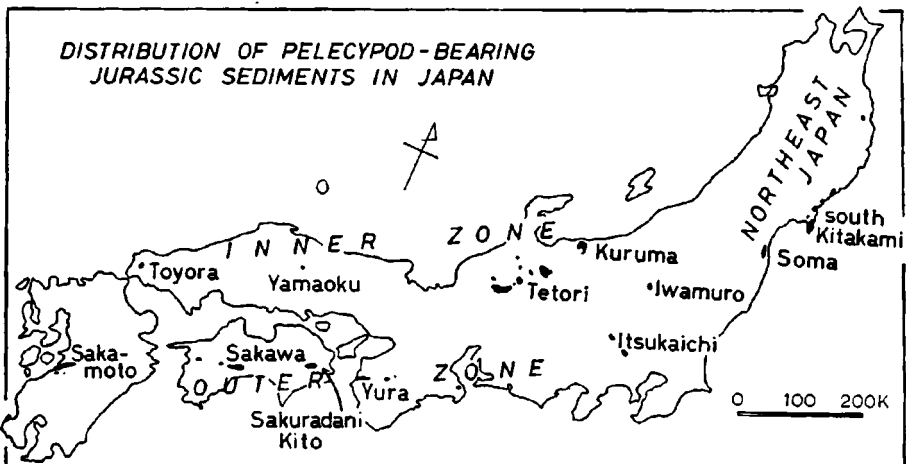 DISTRIBUTION OF PELECYPOD-BEARING
JURASSIC SEDIMENTS IN JAPAN
NORTHEAST
JAPAN
south
Kitakami
INNER ZONE
Kuruma
Soma
Toyora
Yamaoku
Tetori
Iwamuro
Itsukaichi
Saka-
moto
Sakawa
OUTER ZONE
Yura
Sakuradani
Kito
0 100 200K